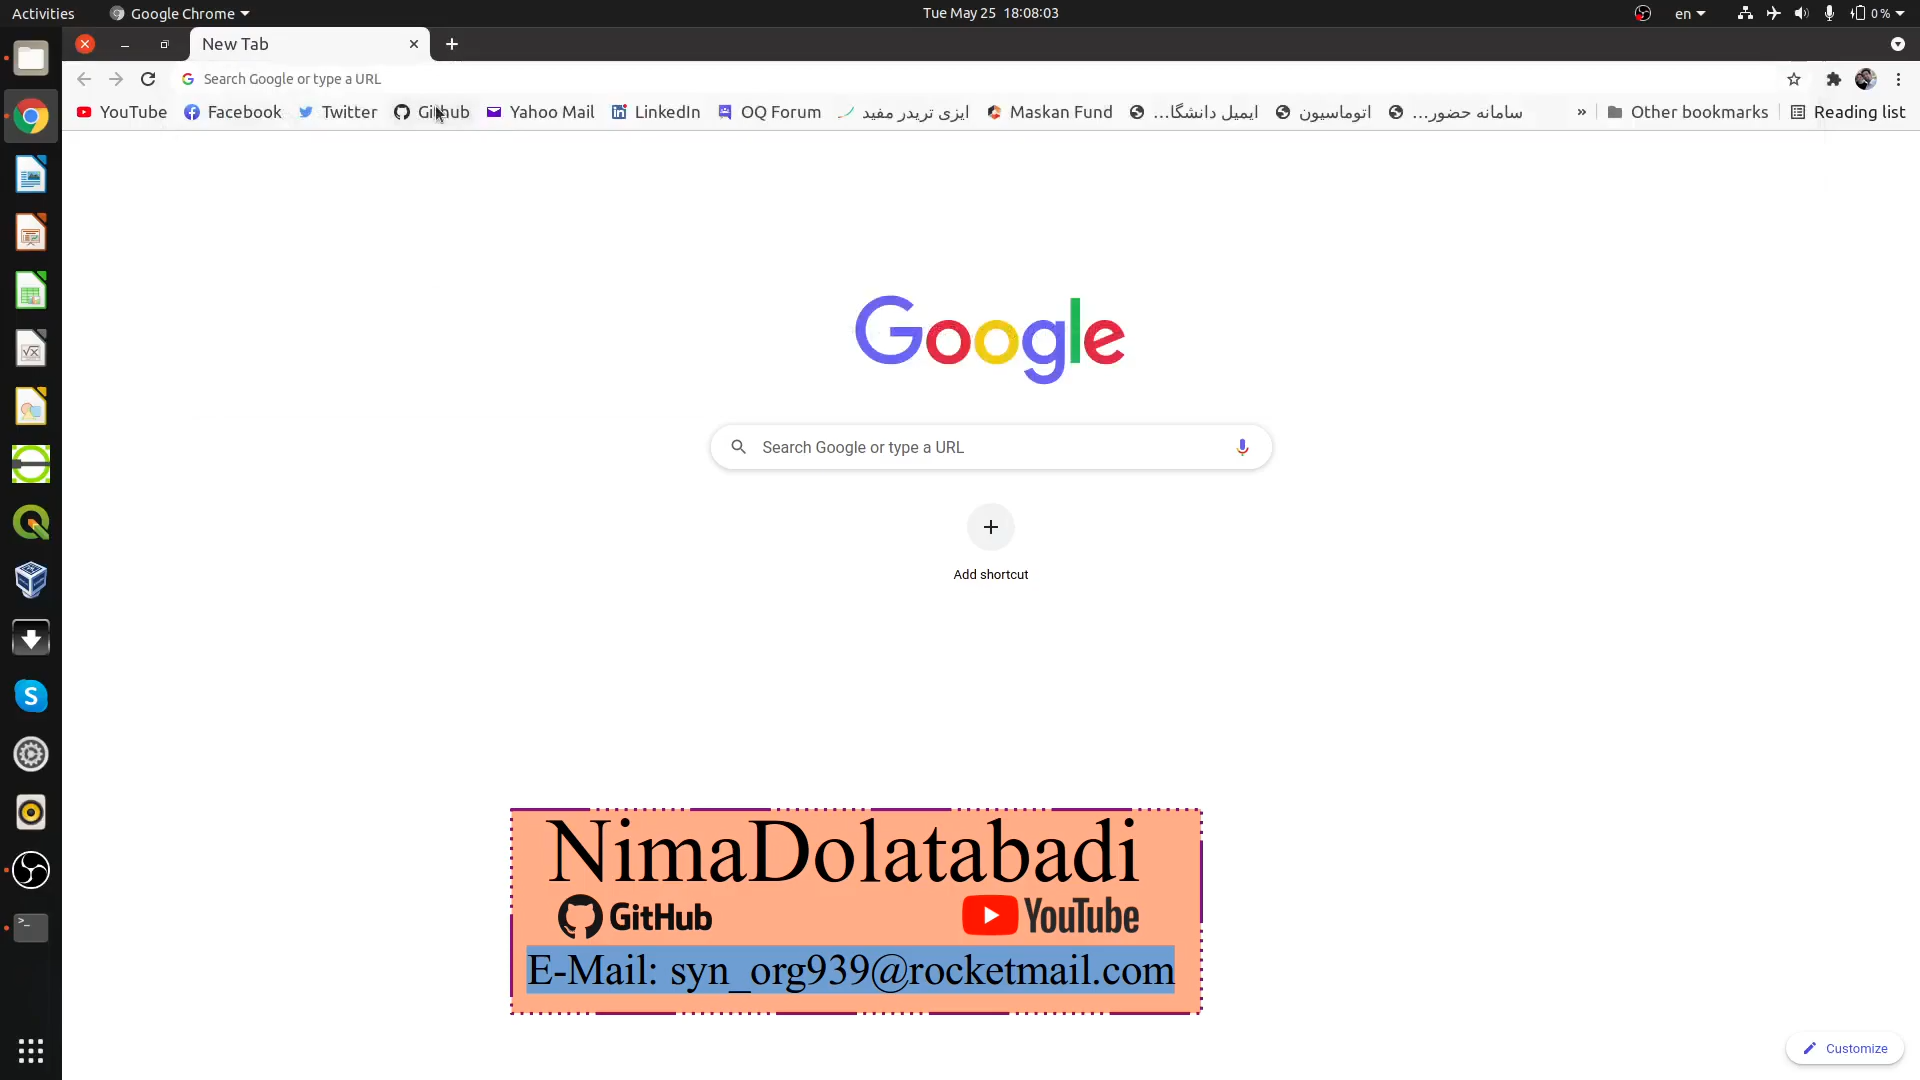 Activities Google Chrome Tue May 25 18:08:03 en 0 %
New Tab
Search Google or type a URL
YouTube Facebook Twitter Github Yahoo Mail LinkedIn OQ Forum ایزی تریدر مفید Maskan Fund ایمیل دانشگا... اتوماسیون سامانه حضور... » Other bookmarks Reading list
Google
Search Google or type a URL
Add shortcut
NimaDolatabadi
GitHub YouTube
E-Mail: syn_org939@rocketmail.com
Customize